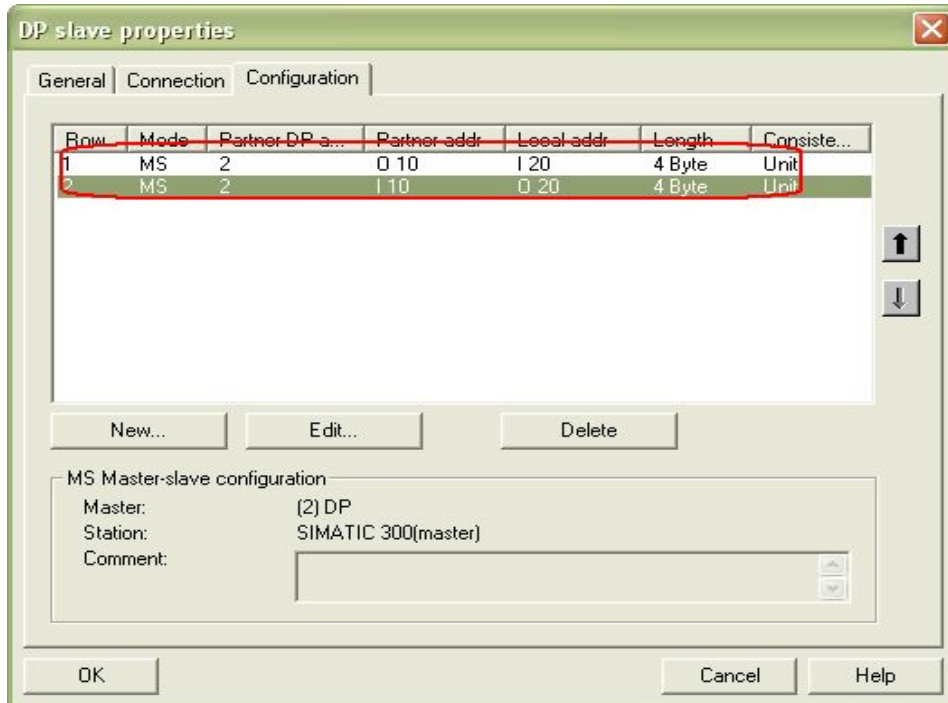 DP slave properties
General Connection Configuration
Row Mode Partner DP a... Partner addr Local addr Length Consiste...
1 MS 2 O 10 I 20 4 Byte Unit
2 MS 2 I 10 O 20 4 Byte Unit
New... Edit... Delete
MS Master-slave configuration
Master: (2) DP
Station: SIMATIC 300(master)
Comment:
OK Cancel Help